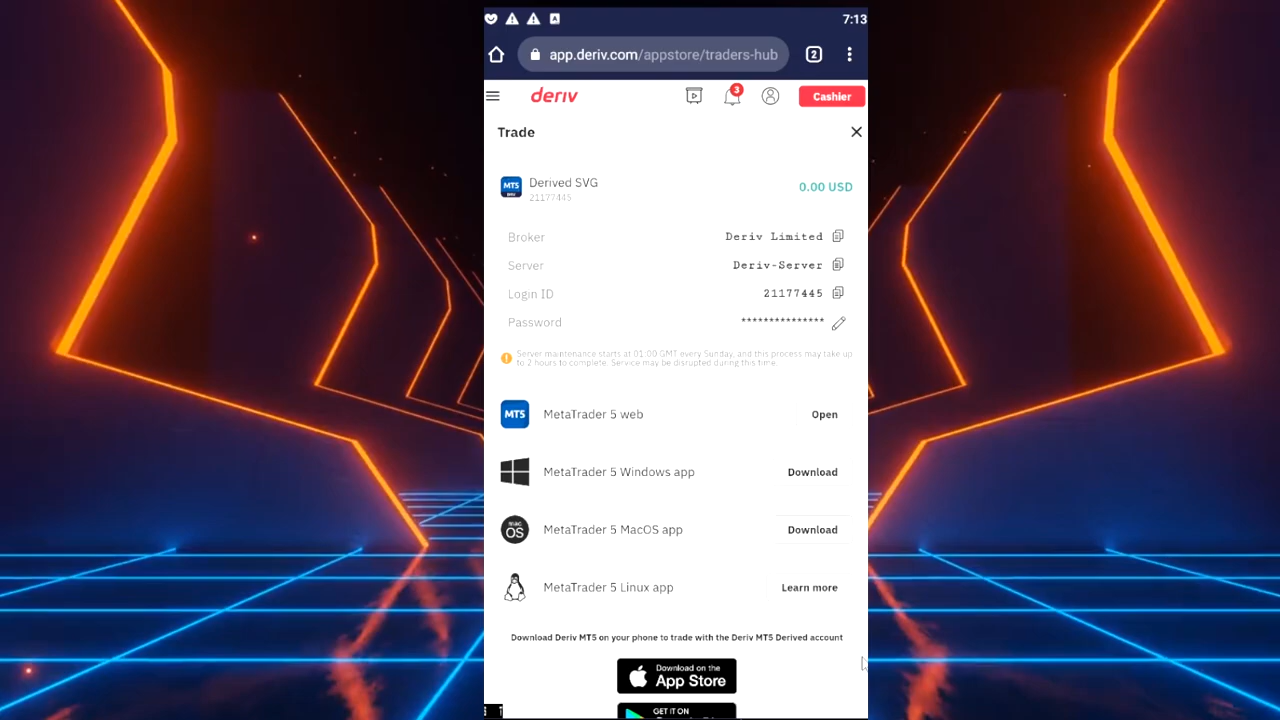 7:13
app.deriv.com/appstore/traders-hub
2
deriv
3
Cashier
Trade
MT5
Derived SVG
0.00 USD
21177445
Broker
Deriv Limited
Server
Deriv-Server
Login ID
21177445
Password
***************
Server maintenance starts at 01:00 GMT every Sunday, and this process may take up
to 2 hours to complete. Service may be disrupted during this time.
MT5
MetaTrader 5 web
Open
MetaTrader 5 Windows app
Download
mac
OS
MetaTrader 5 MacOS app
Download
MetaTrader 5 Linux app
Learn more
Download Deriv MT5 on your phone to trade with the Deriv MT5 Derived account
Download on the
App Store
GET IT ON